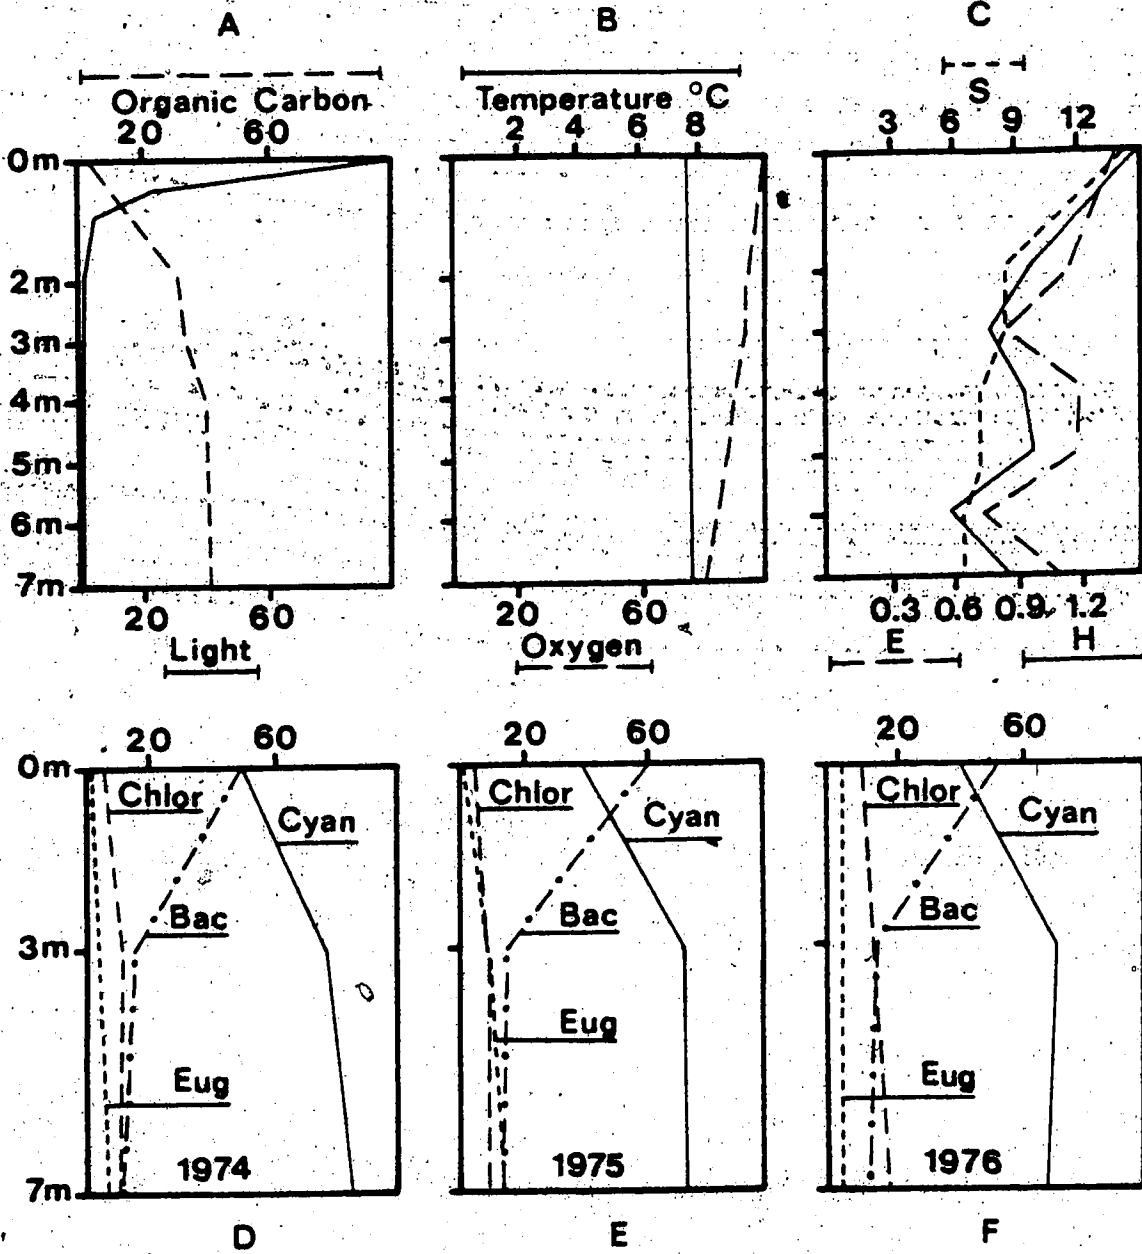 A B C
Organic Carbon Temperature °C S
20 60 2 4 6 8 3 6 9 12
0m
2m
3m
4m
5m
6m
7m
20 60 20 60 0.3 0.6 0.9 1.2
Light Oxygen E H
20 60 20 60 20 60
0m
Chlor Chlor Chlor
Cyan Cyan Cyan
Bac Bac Bac
3m
Eug Eug Eug
1974 1975 1976
7m
D E F